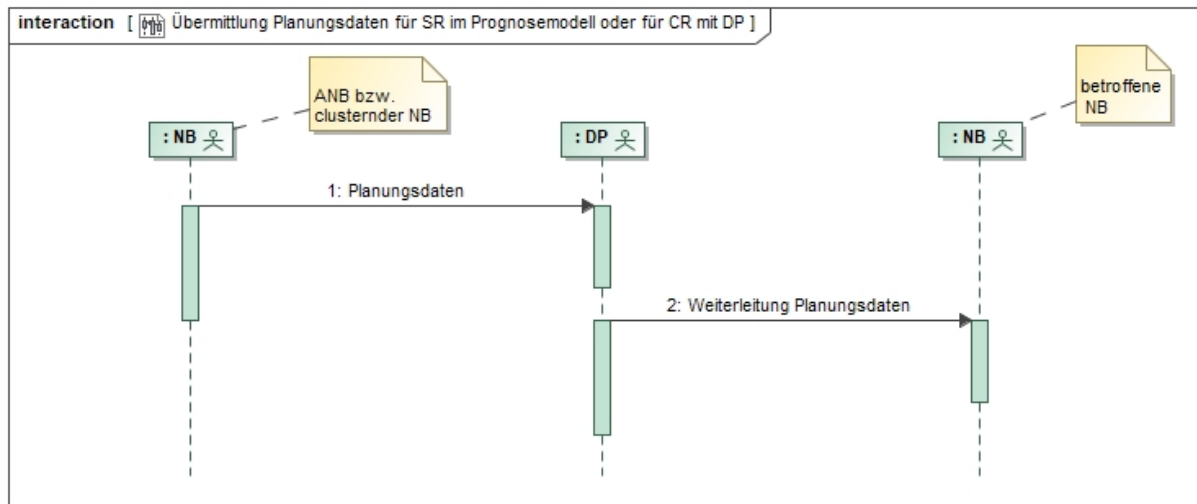 interaction [ Übermittlung Planungsdaten für SR im Prognosemodell oder für CR mit DP ]
ANB bzw.
clusternder NB
betroffene
NB
: NB
: DP
: NB
1: Planungsdaten
2: Weiterleitung Planungsdaten